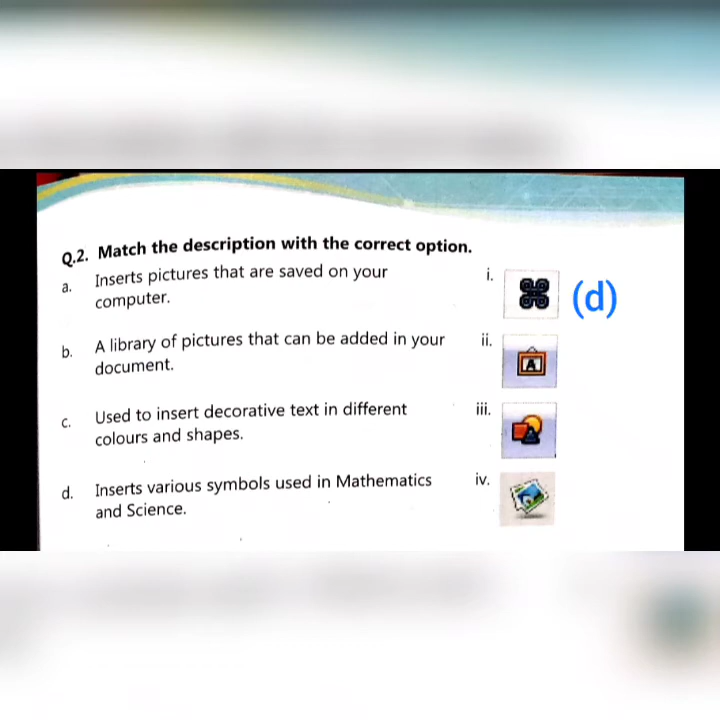 Q.2. Match the description with the correct option.
a. Inserts pictures that are saved on your i.
computer.
(d)
b. A library of pictures that can be added in your ii.
document.
A
c. Used to insert decorative text in different iii.
colours and shapes.
d. Inserts various symbols used in Mathematics iv.
and Science.